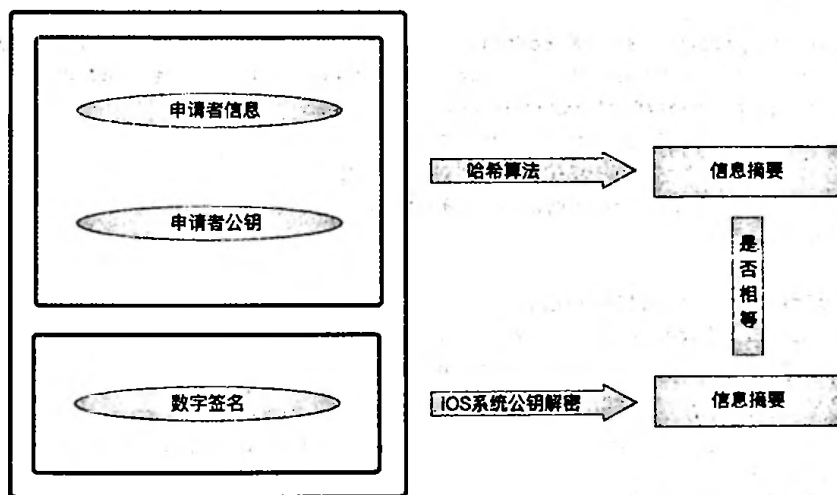 申请者信息
哈希算法
信息摘要
申请者公钥
是否相等
数字签名
iOS系统公钥解密
信息摘要